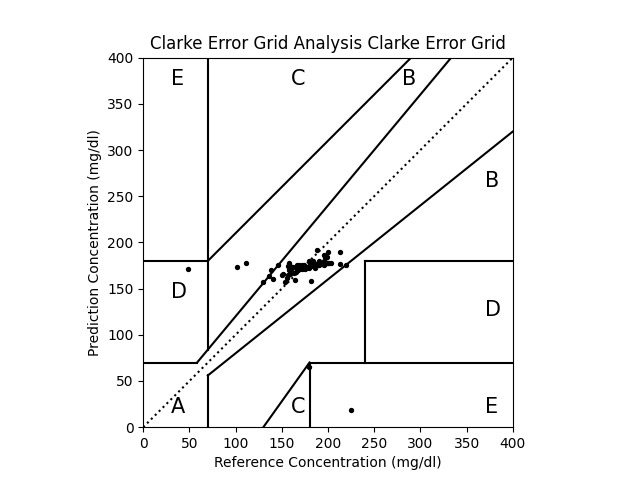 Clarke Error Grid Analysis Clarke Error Grid
400
350
300
250
200
150
100
50
0
Prediction Concentration (mg/dl)
E
C
B
B
D
D
A
C
E
0
50
100
150
200
250
300
350
400
Reference Concentration (mg/dl)